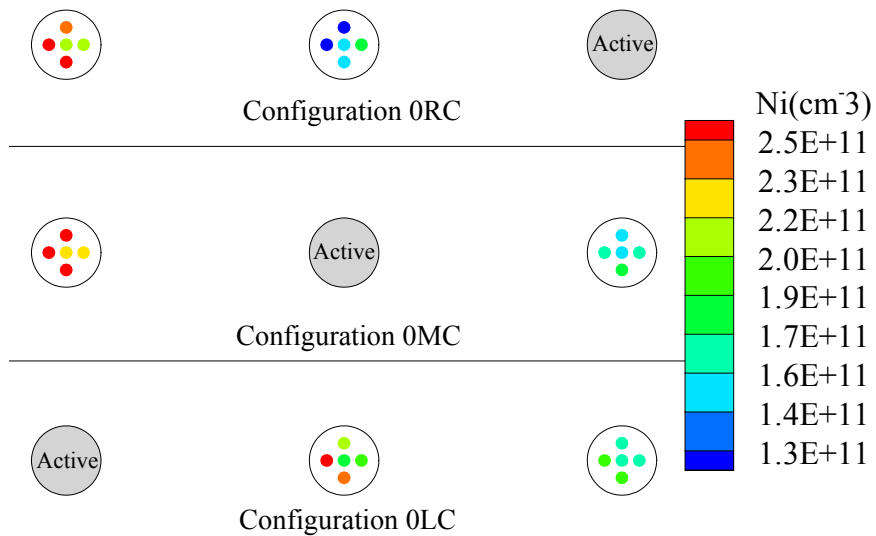 Active
Configuration 0RC
Active
Configuration 0MC
Active
Configuration 0LC
Ni(cm⁻3)
2.5E+11
2.3E+11
2.2E+11
2.0E+11
1.9E+11
1.7E+11
1.6E+11
1.4E+11
1.3E+11